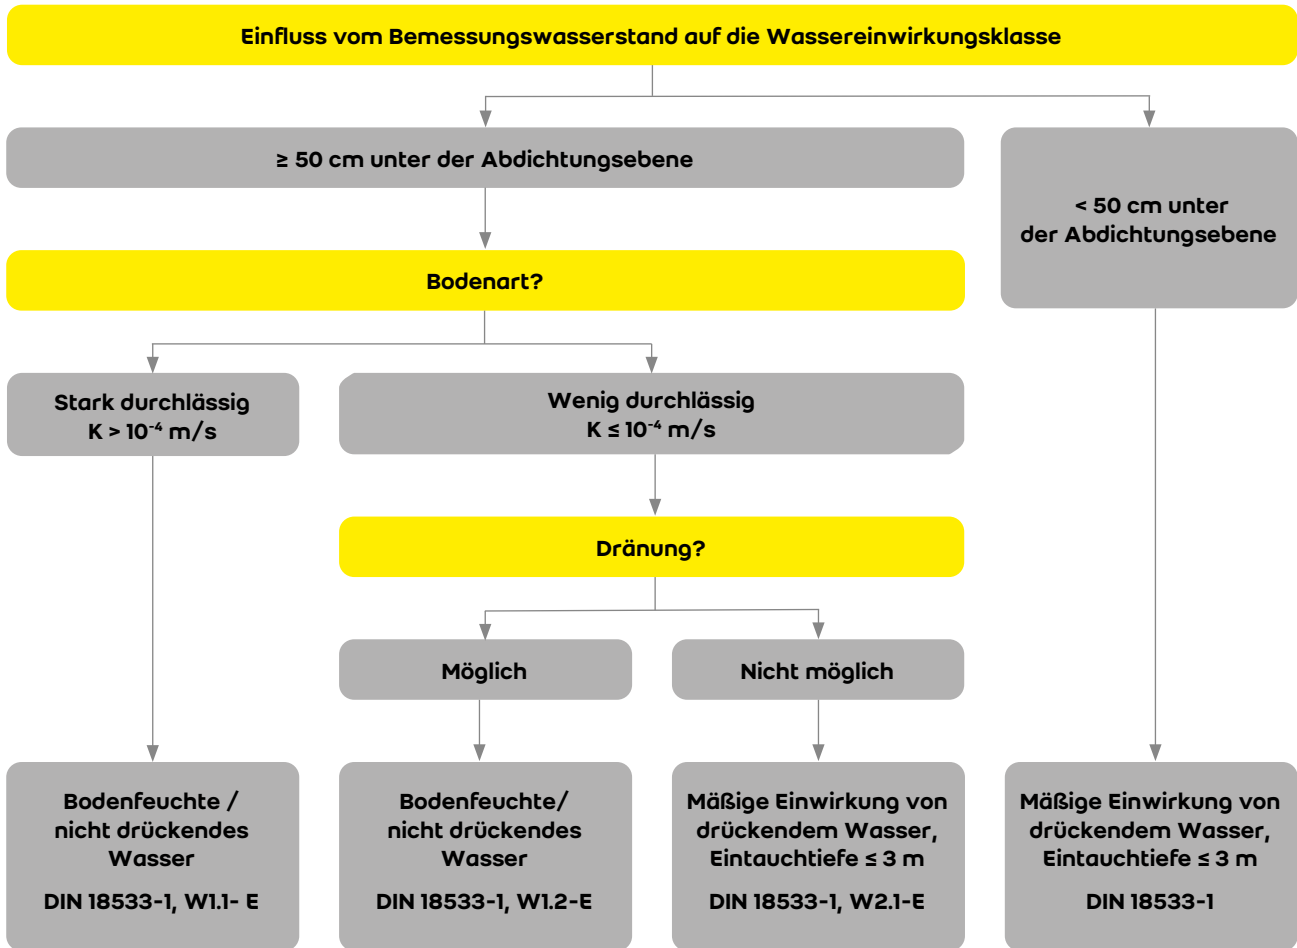 Einfluss vom Bemessungswasserstand auf die Wassereinwirkungsklasse
≥ 50 cm unter der Abdichtungsebene
< 50 cm unter
der Abdichtungsebene
Bodenart?
Stark durchlässig
K > 10⁻⁴ m/s
Wenig durchlässig
K ≤ 10⁻⁴ m/s
Dränung?
Möglich
Nicht möglich
Bodenfeuchte /
nicht drückendes
Wasser
DIN 18533-1, W1.1- E
Bodenfeuchte/
nicht drückendes
Wasser
DIN 18533-1, W1.2-E
Mäßige Einwirkung von
drückendem Wasser,
Eintauchtiefe ≤ 3 m
DIN 18533-1, W2.1-E
Mäßige Einwirkung von
drückendem Wasser,
Eintauchtiefe ≤ 3 m
DIN 18533-1